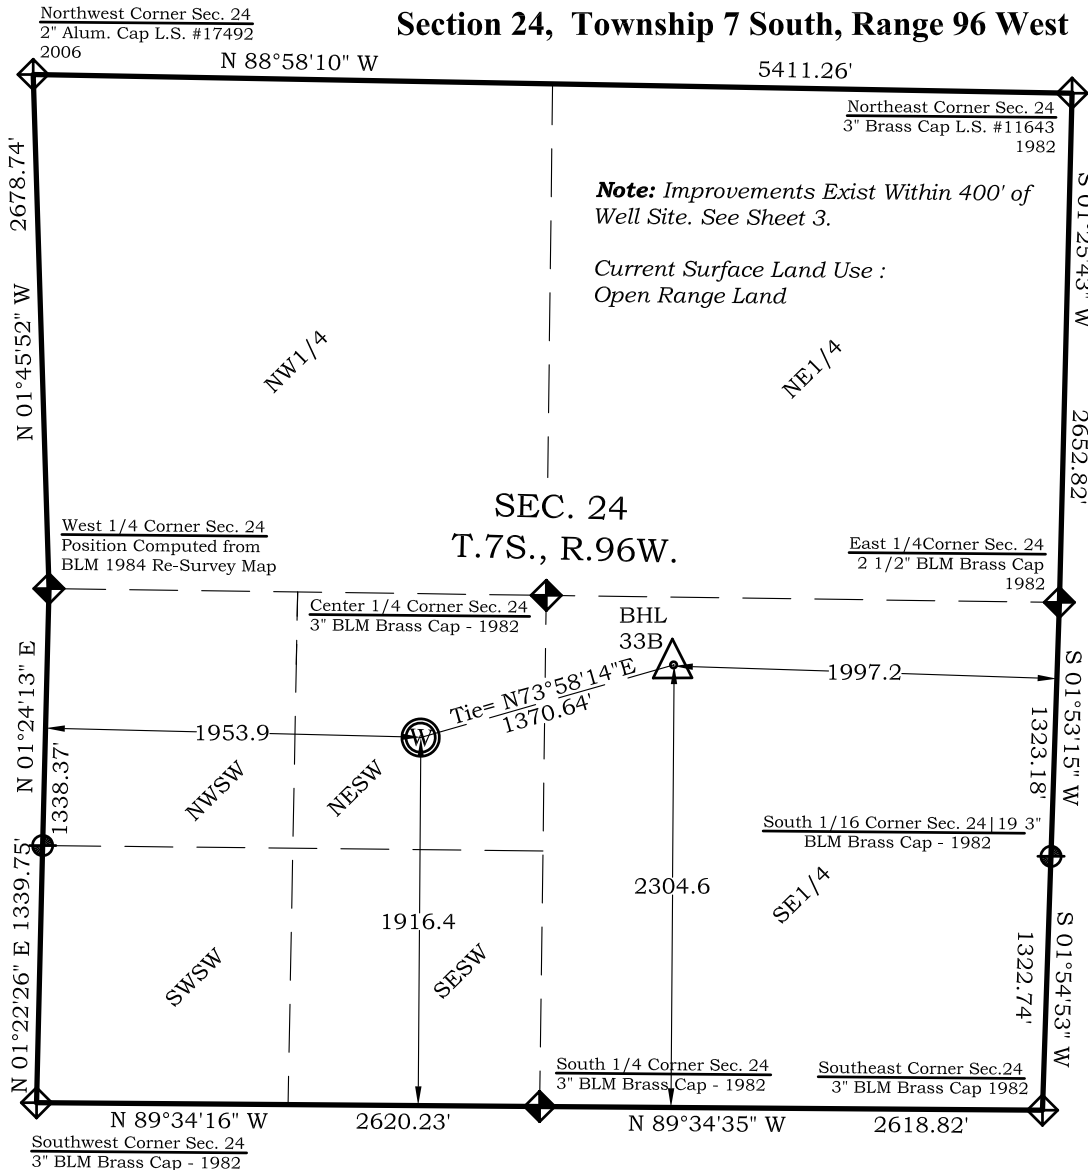 Northwest Corner Sec. 24
2" Alum. Cap L.S. #17492
2006
Section 24, Township 7 South, Range 96 West
N 88°58'10" W
5411.26'
Northeast Corner Sec. 24
3" Brass Cap L.S. #11643
1982
2678.74'
N 01°45'52" W
S 01°25'43" W
2652.82'
Note: Improvements Exist Within 400' of
Well Site. See Sheet 3.
Current Surface Land Use :
Open Range Land
NW1/4
NE1/4
SEC. 24
T.7S., R.96W.
West 1/4 Corner Sec. 24
Position Computed from
BLM 1984 Re-Survey Map
East 1/4Corner Sec. 24
2 1/2" BLM Brass Cap
1982
Center 1/4 Corner Sec. 24
3" BLM Brass Cap - 1982
BHL
33B
Tie= N73°58'14"E
1370.64'
1997.2
1953.9
W
N 01°24'13" E
1338.37'
S 01°53'15" W
1323.18'
NWSW
NESW
South 1/16 Corner Sec. 24|19 3"
BLM Brass Cap - 1982
2304.6
SE1/4
1916.4
N 01°22'26" E 1339.75'
SWSW
SESW
1322.74'
S 01°54'53" W
South 1/4 Corner Sec. 24
3" BLM Brass Cap - 1982
Southeast Corner Sec.24
3" BLM Brass Cap 1982
N 89°34'16" W
2620.23'
N 89°34'35" W
2618.82'
Southwest Corner Sec. 24
3" BLM Brass Cap - 1982